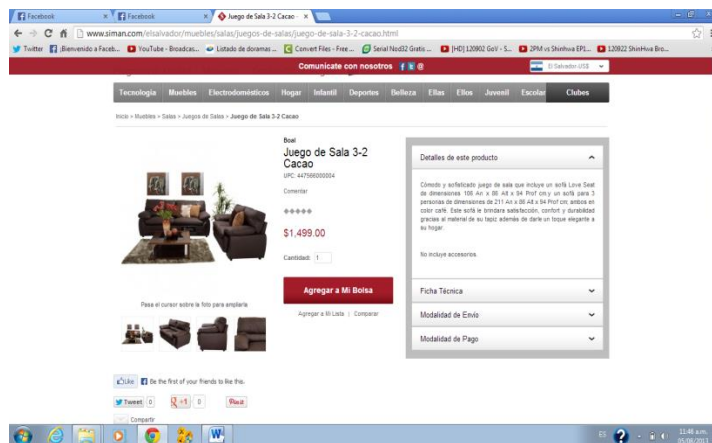 Facebook
Facebook
Juego de Sala 3-2 Cacao -
www.siman.com/elsalvador/muebles/salas/juegos-de-salas/juego-de-sala-3-2-cacao.html
Twitter
¡Bienvenido a Faceb...
YouTube - Broadcas...
Listado de doramas ...
Convert Files - Free ...
Serial Nod32 Gratis ...
[HD] 120902 GoV - S...
2PM vs Shinhwa EP1...
120822 ShinHwa Bro...
Comunícate con nosotros
El Salvador-US$
Tecnología Muebles Electrodomésticos Hogar Infantil Deportes Belleza Ellas Ellos Juvenil Escolar Clubes
Inicio » Muebles » Salas » Juegos de Salas » Juego de Sala 3-2 Cacao
Boal
Juego de Sala 3-2
Cacao
UPC: 447566000004
Comentar
$1,499.00
Cantidad: 1
Agregar a Mi Bolsa
Agregar a Mi Lista | Comparar
Pasa el cursor sobre la foto para ampliarla
Detalles de este producto
Cómodo y sofisticado juego de sala que incluye un sofá Love Seat
de dimensiones 166 An x 86 Alt x 94 Prof cm.y un sofá para 3
personas de dimensiones de 211 An x 86 Alt x 94 Prof cm; ambos en
color café. Este sofá le brindara satisfacción, confort y durabilidad
gracias al material de su tapiz además de darle un toque elegante a
su hogar.
No incluye accesorios.
Ficha Técnica
Modalidad de Envío
Modalidad de Pago
Like
Be the first of your friends to like this.
Tweet 0
+1 0
Pin it
Compartir
ES
11:48 a.m.
05/08/2013